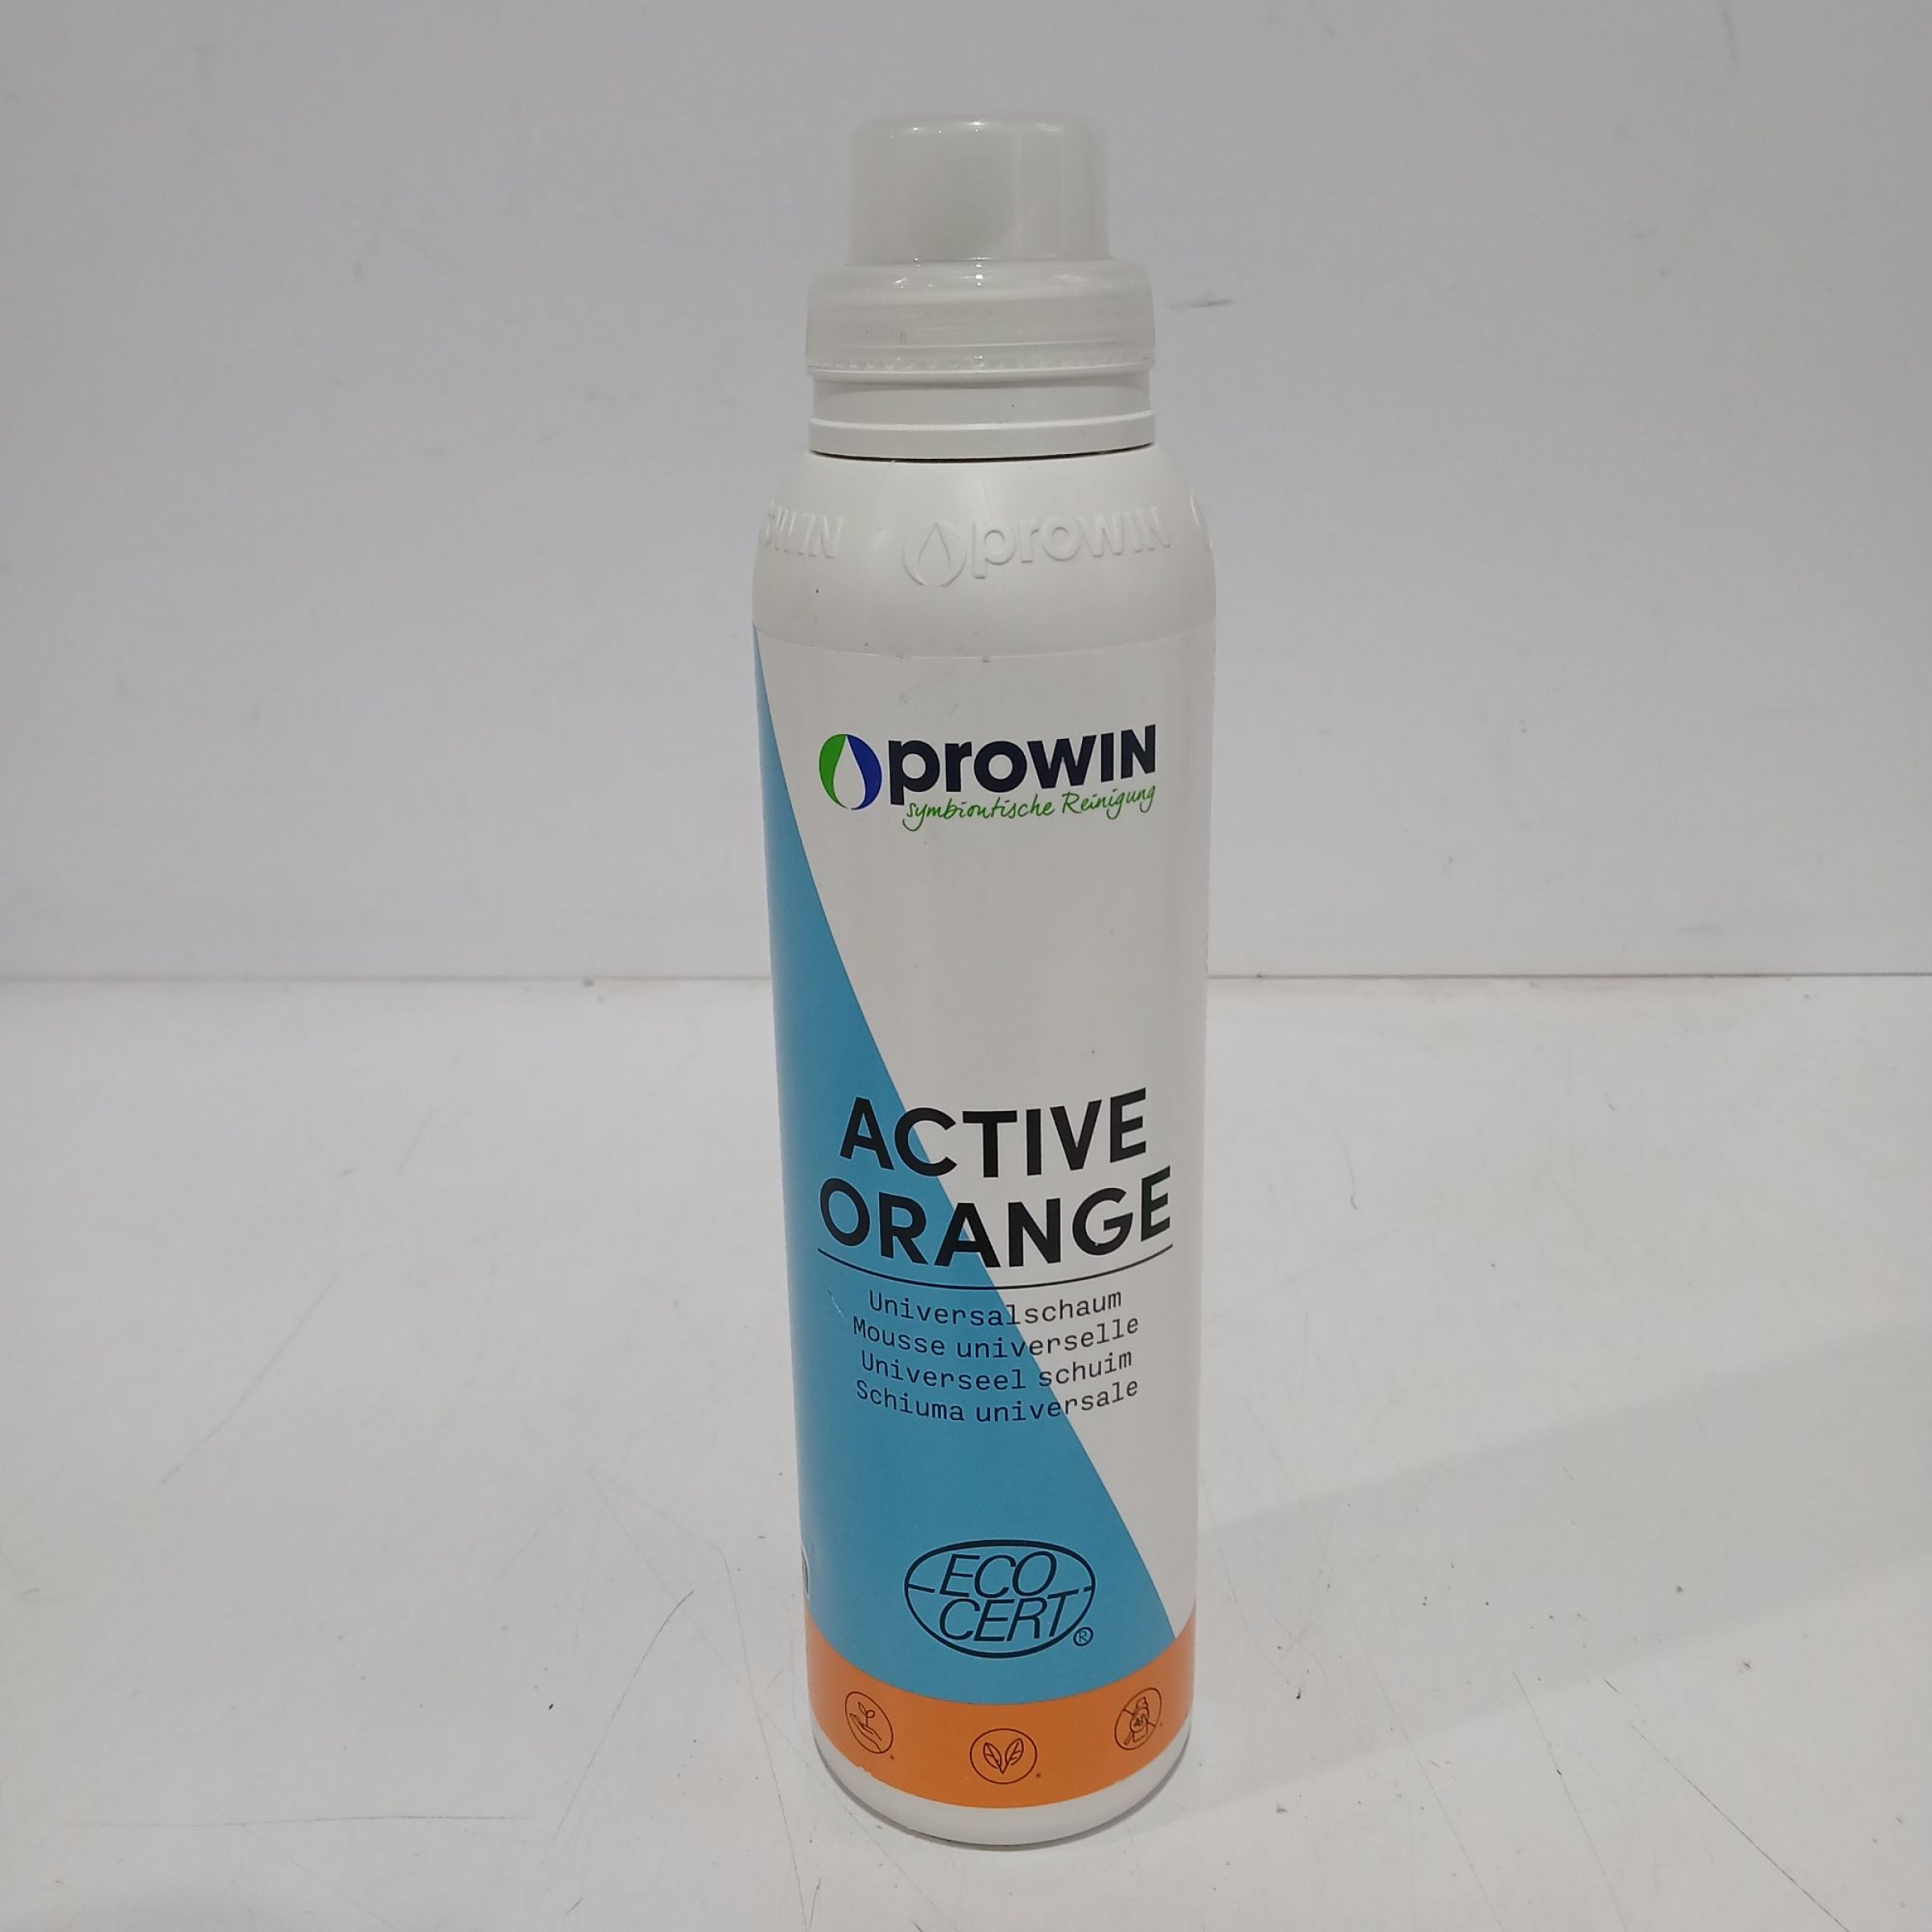 prowin
prowIN
symbiontische Reinigung
ACTIVE
ORANGE
Universalschaum
Mousse universelle
Universeel schuim
Schiuma universale
ECO
CERT®